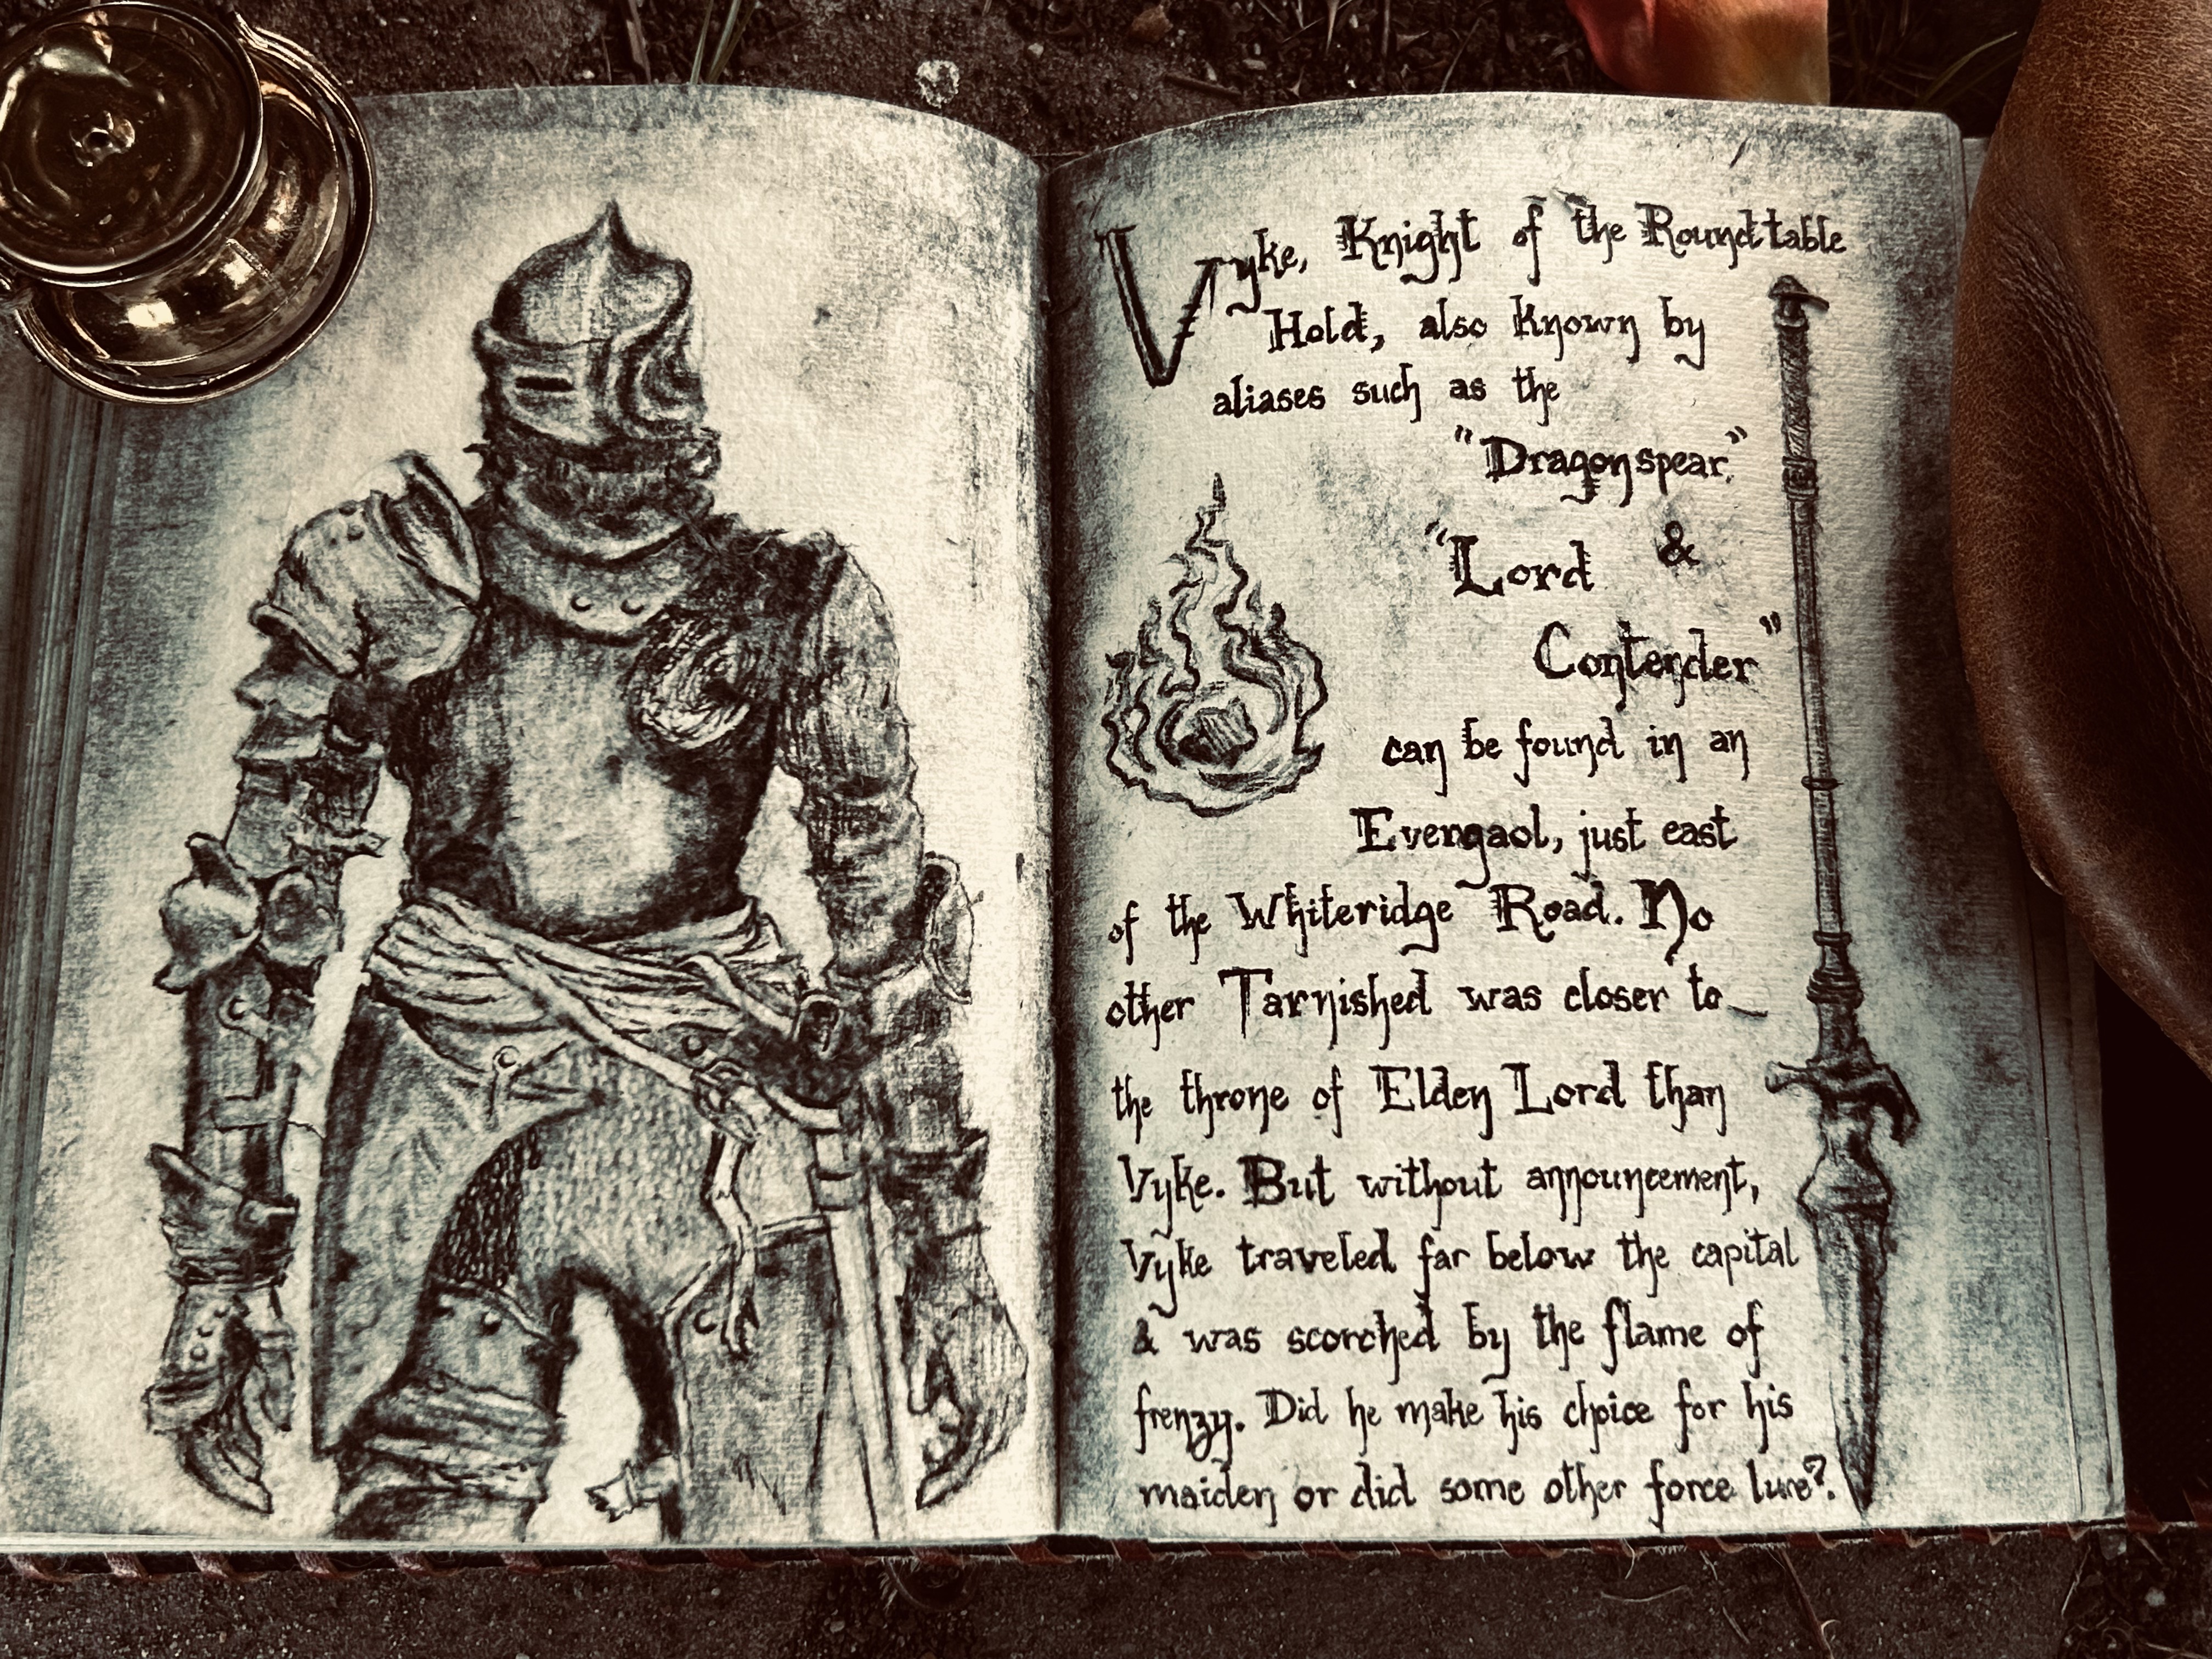 Vyke, Knight of the Roundtable
Hold, also known by
aliases such as the
"Dragonspear"
"Lord &
Contender"
can be found in an
Evengaol, just east
of the Whiteridge Road. No
other Tarnished was closer to
the throne of Elden Lord than
Vyke. But without announcement,
Vyke traveled far below the capital
& was scorched by the flame of
frenzy. Did he make his choice for his
maiden or did some other force lure?